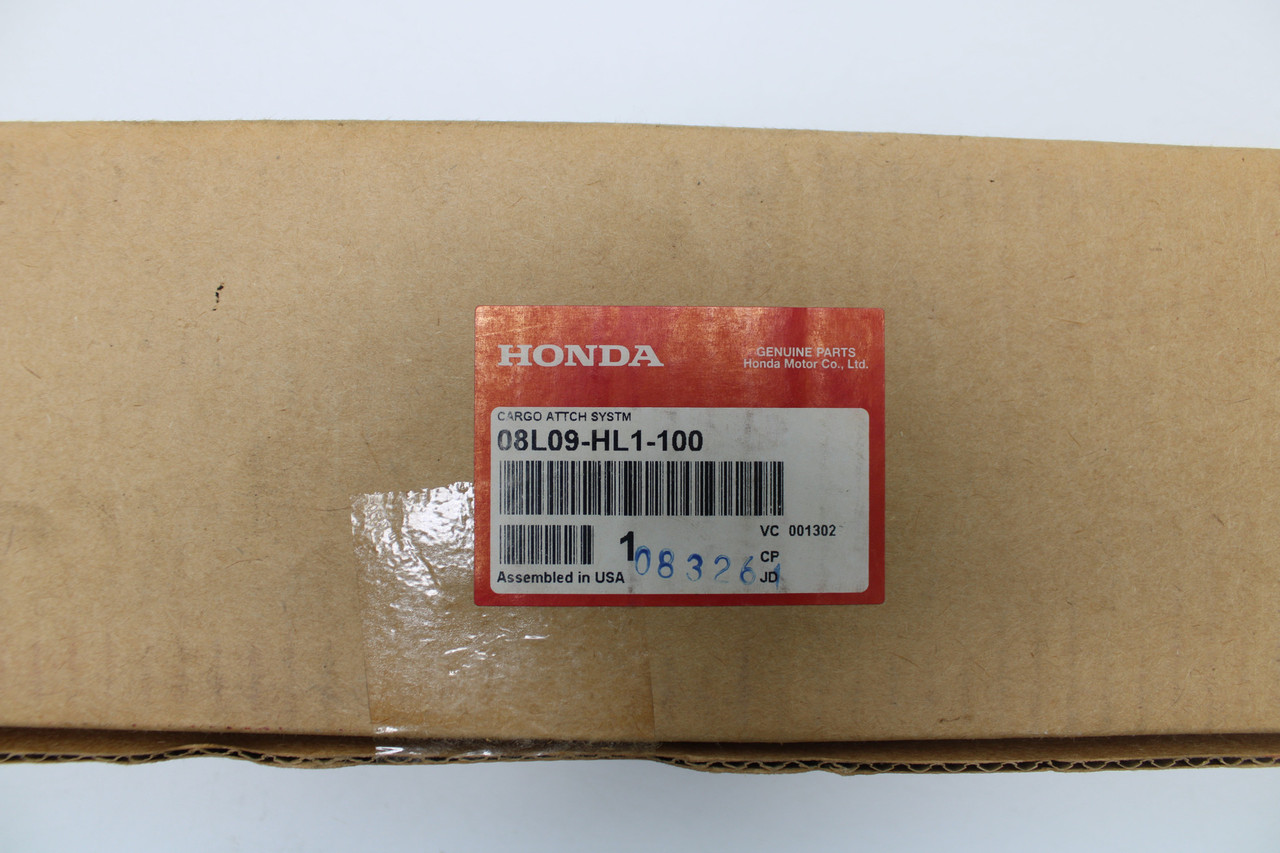 HONDA
GENUINE PARTS
Honda Motor Co., Ltd.
CARGO ATTCH SYSTM
08L09-HL1-100
VC 001302
1
CP
083261
JD
Assembled in USA